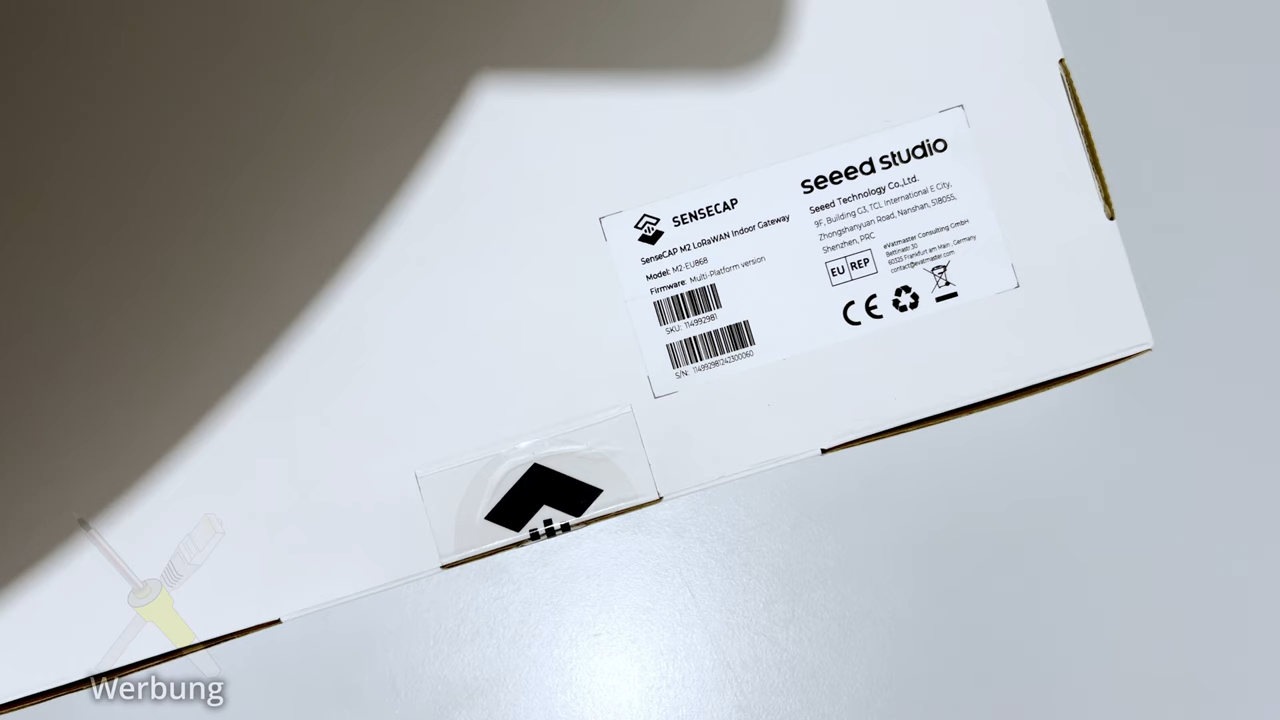 SENSECAP
SenseCAP M2 LoRaWAN Indoor Gateway
Model: M2-EU868
Firmware: Multi-Platform version
SKU: 114992981
S/N: 114992981242300060
seeed studio
Seeed Technology Co.,Ltd.
9F, Building G3, TCL International E City,
Zhongshanyuan Road, Nanshan, 518055,
Shenzhen, PRC
EU REP
eVatmaster Consulting GmbH
Bettinastr. 30
60325 Frankfurt am Main , Germany
contact@evatmaster.com
CE
Werbung